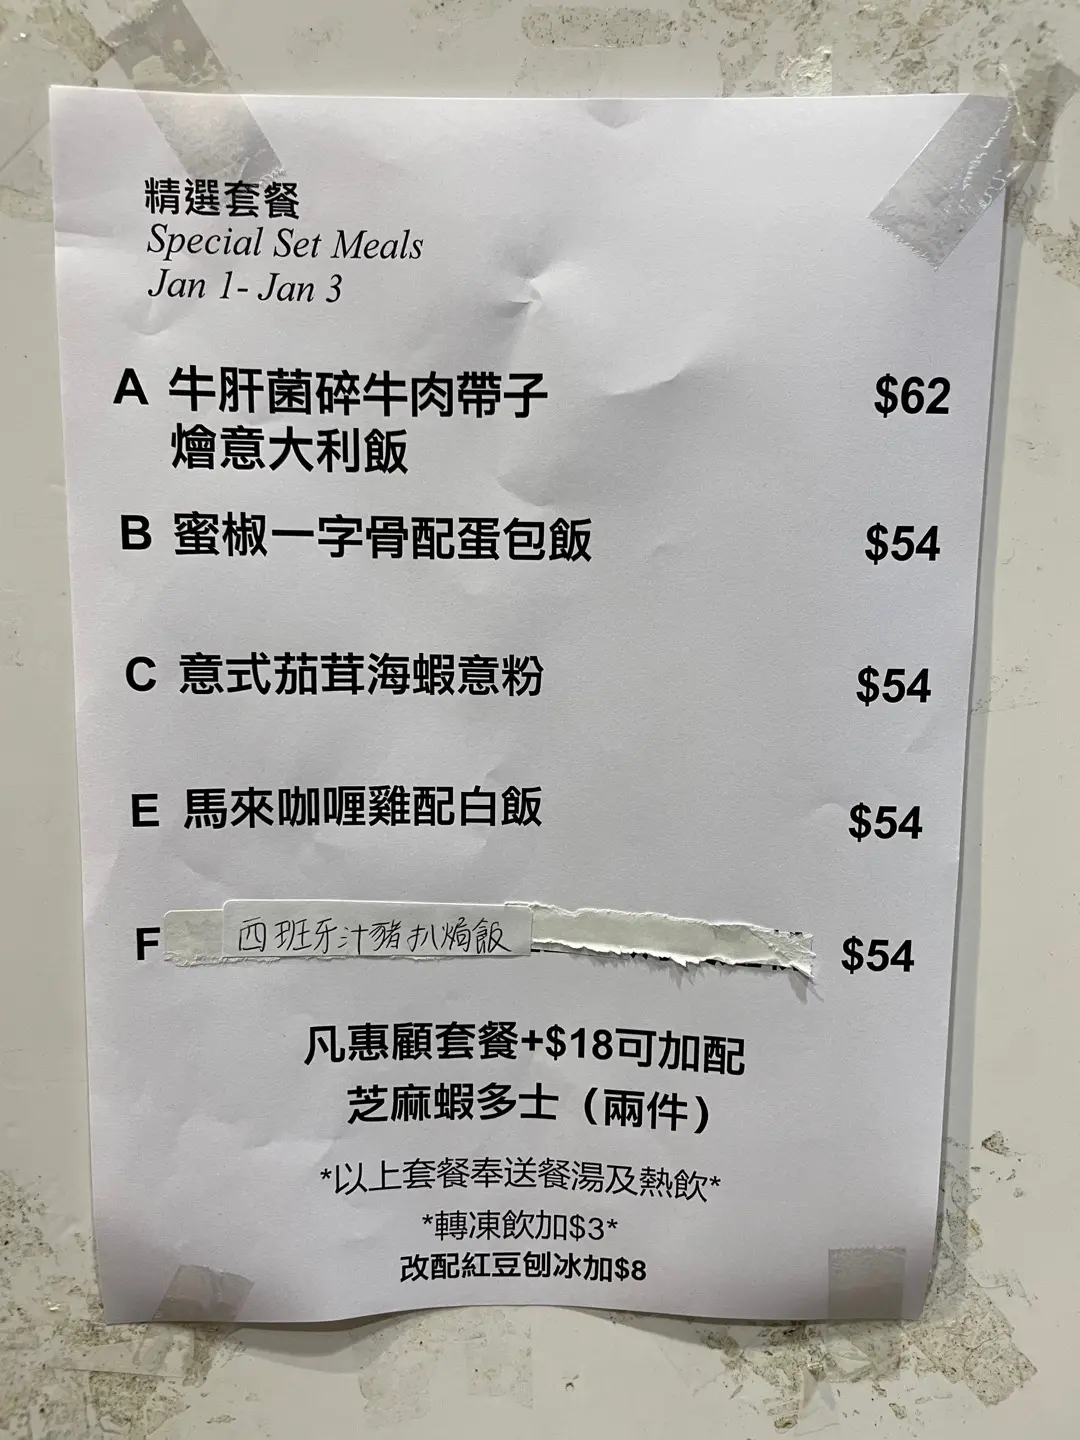 精選套餐
Special Set Meals
Jan 1- Jan 3
A 牛肝菌碎牛肉帶子 $62
燴意大利飯
B 蜜椒一字骨配蛋包飯 $54
C 意式茄茸海蝦意粉 $54
E 馬來咖喱雞配白飯 $54
F 西班牙汁豬扒焗飯 $54
凡惠顧套餐+$18可加配
芝麻蝦多士（兩件）
*以上套餐奉送餐湯及熱飲*
*轉凍飲加$3*
改配紅豆刨冰加$8